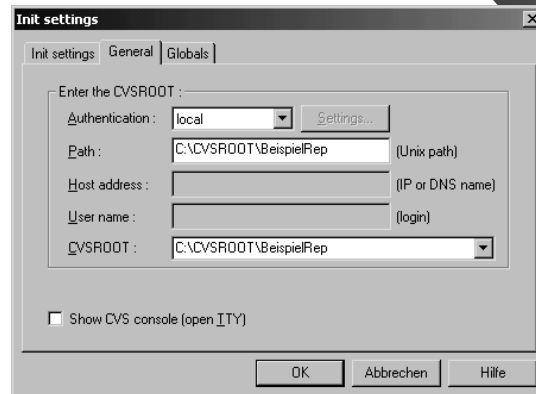 Init settings
Init settings General Globals
Enter the CVSROOT :
Authentication : local Settings...
Path : C:\CVSROOT\BeispielRep (Unix path)
Host address : (IP or DNS name)
User name : (login)
CVSROOT : C:\CVSROOT\BeispielRep
Show CVS console (open TTY)
OK Abbrechen Hilfe